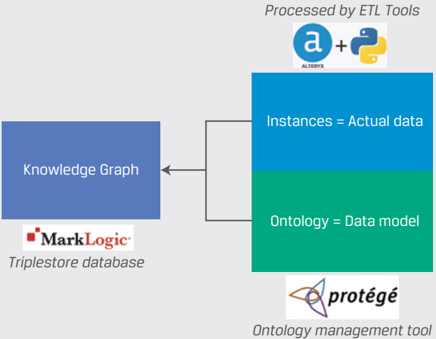 Processed by ETL Tools
a
+
ALTERYX
Instances = Actual data
Knowledge Graph
Ontology = Data model
MarkLogic®
Triplestore database
protégé
Ontology management tool